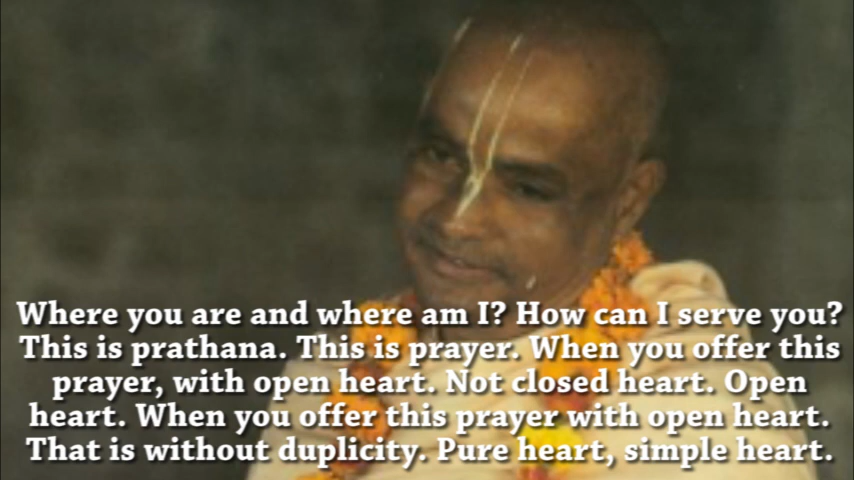 Where you are and where am I? How can I serve you?
This is prathana. This is prayer. When you offer this
prayer, with open heart. Not closed heart. Open
heart. When you offer this prayer with open heart.
That is without duplicity. Pure heart, simple heart.